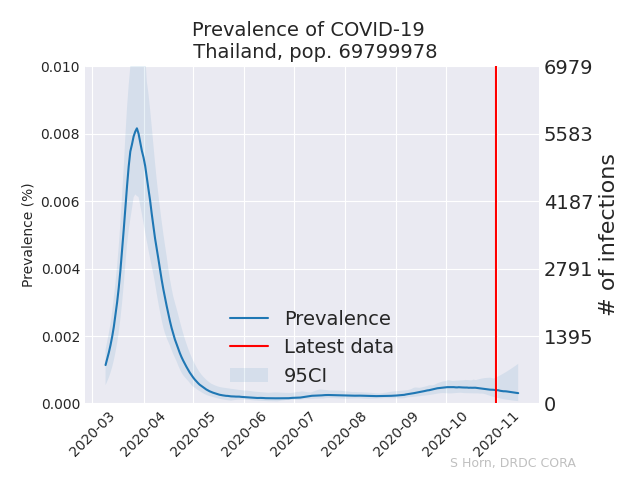 Prevalence of COVID-19
Thailand, pop. 69799978
0.010
0.008
0.006
0.004
0.002
0.000
Prevalence (%)
6979
5583
4187
2791
1395
0
# of infections
Prevalence
Latest data
95CI
2020-03
2020-04
2020-05
2020-06
2020-07
2020-08
2020-09
2020-10
2020-11
S Horn, DRDC CORA